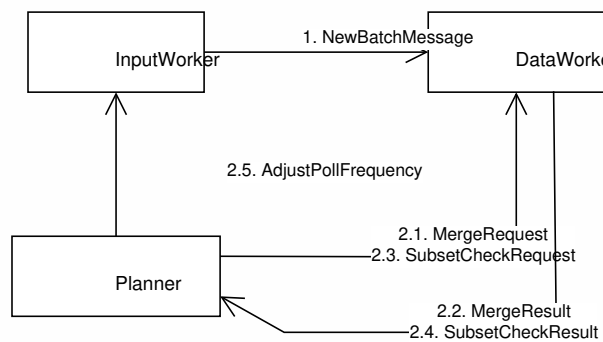 1. NewBatchMessage
InputWorker
DataWorke
2.5. AdjustPollFrequency
2.1. MergeRequest
2.3. SubsetCheckRequest
Planner
2.2. MergeResult
2.4. SubsetCheckResult